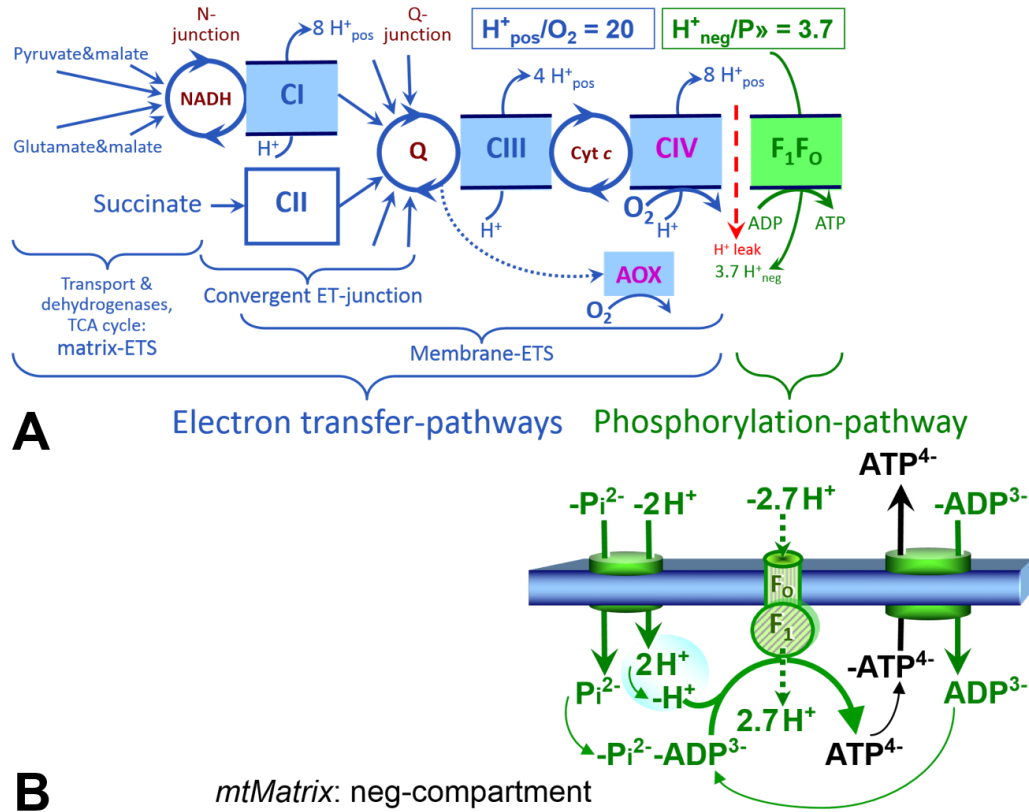 N-
junction
8 H⁺pos
Q-
junction
H⁺pos/O₂ = 20
H⁺neg/P» = 3.7
Pyruvate&malate
NADH
CI
4 H⁺pos
8 H⁺pos
Glutamate&malate
H⁺
Q
CIII
Cyt c
CIV
F₁FO
Succinate
CII
H⁺
O₂
H⁺
ADP
ATP
H⁺ leak
3.7 H⁺neg
AOX
O₂
Transport &
dehydrogenases,
TCA cycle:
matrix-ETS
Convergent ET-junction
Membrane-ETS
A
Electron transfer-pathways
Phosphorylation-pathway
ATP⁴⁻
-Pi²⁻
-2H⁺
-2.7H⁺
-ADP³⁻
FO
F₁
2H⁺
-H⁺
Pi²⁻
2.7H⁺
-ATP⁴⁻
ADP³⁻
-Pi²⁻-ADP³⁻
ATP⁴⁻
B
mtMatrix: neg-compartment